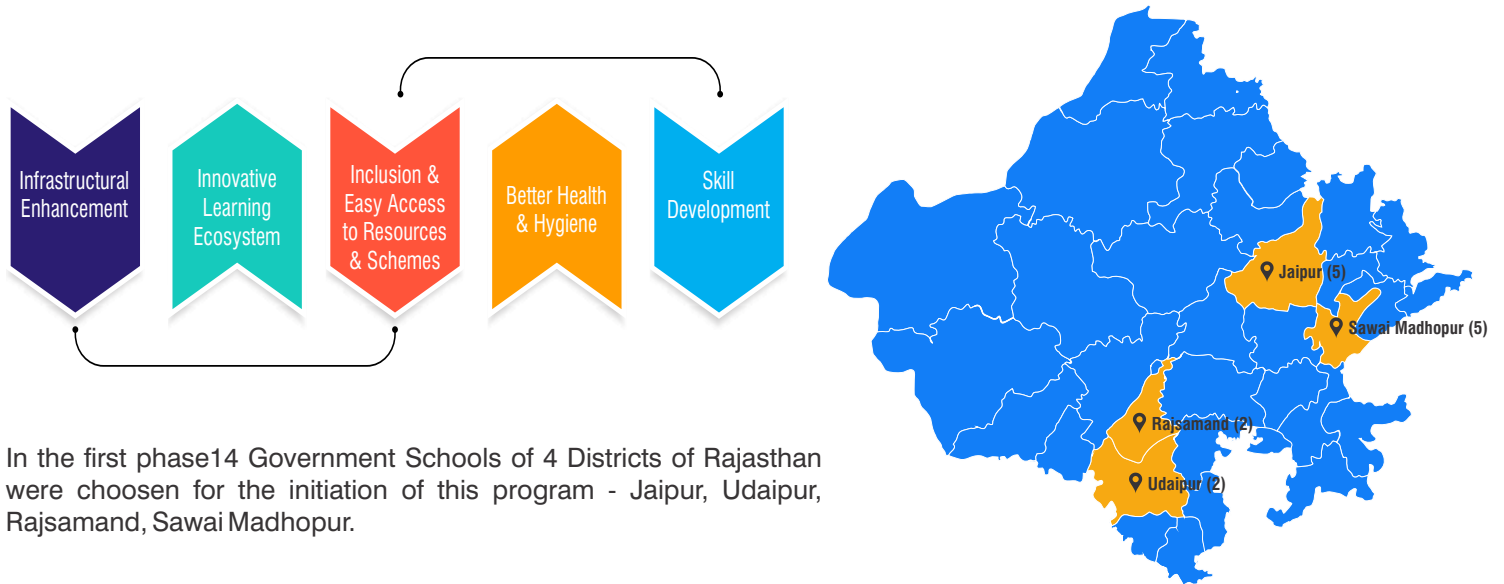 Infrastructural
Enhancement
Innovative
Learning
Ecosystem
Inclusion &
Easy Access
to Resources
& Schemes
Better Health
& Hygiene
Skill
Development
Jaipur (5)
Sawai Madhopur (5)
Rajsamand (2)
Udaipur (2)
In the first phase14 Government Schools of 4 Districts of Rajasthan
were choosen for the initiation of this program - Jaipur, Udaipur,
Rajsamand, Sawai Madhopur.